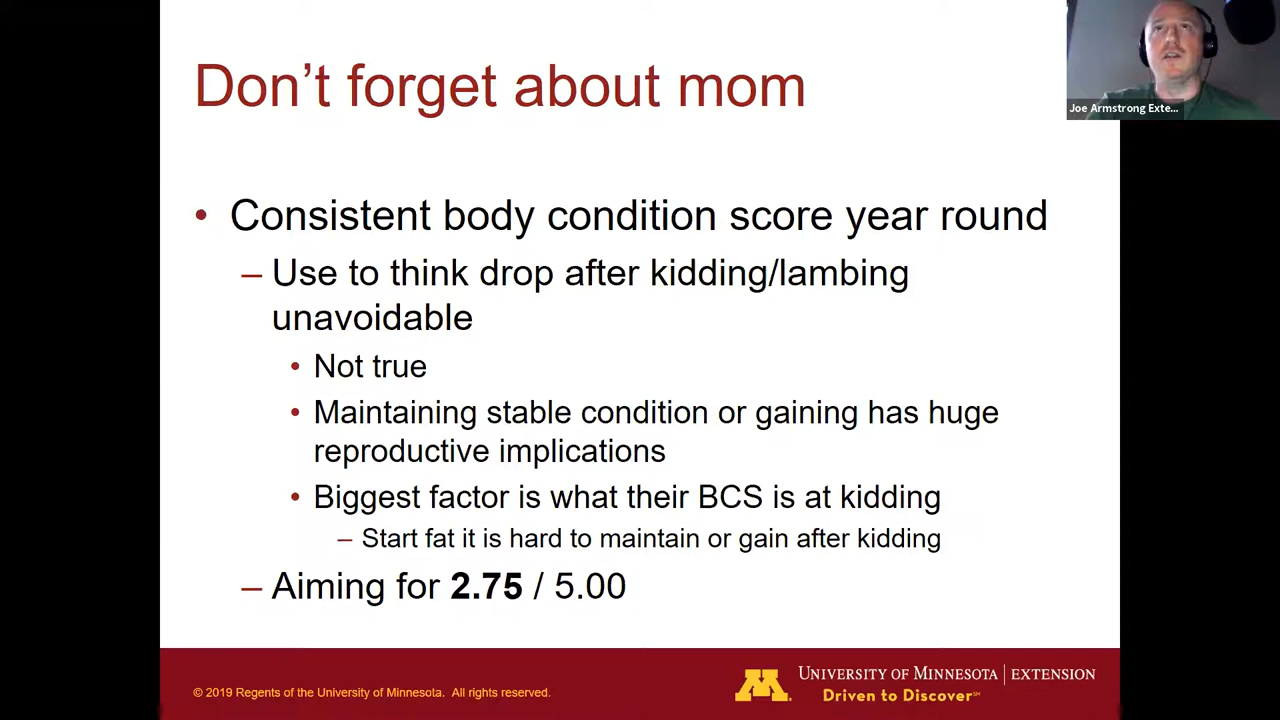 Don't forget about mom
Joe Armstrong Exte...
• Consistent body condition score year round
– Use to think drop after kidding/lambing
unavoidable
• Not true
• Maintaining stable condition or gaining has huge
reproductive implications
• Biggest factor is what their BCS is at kidding
– Start fat it is hard to maintain or gain after kidding
– Aiming for 2.75 / 5.00
© 2019 Regents of the University of Minnesota. All rights reserved.
M
UNIVERSITY OF MINNESOTA | EXTENSION
Driven to Discover℠